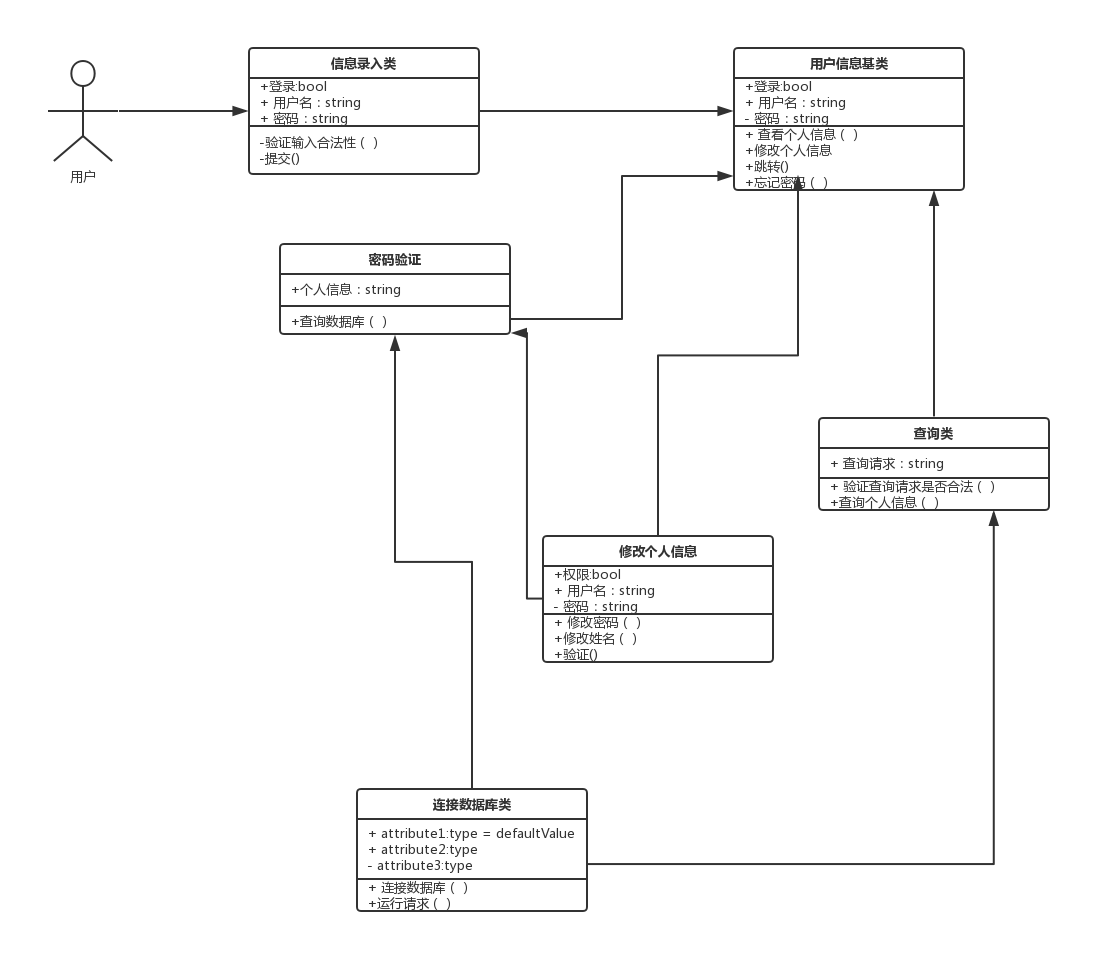 用户
信息录入类
+登录:bool
+ 用户名：string
+ 密码：string
-验证输入合法性（ ）
-提交()
用户信息基类
+登录:bool
+ 用户名：string
- 密码：string
+ 查看个人信息（ ）
+修改个人信息
+跳转()
+忘记密码（ ）
密码验证
+个人信息：string
+查询数据库（ ）
查询类
+ 查询请求：string
+ 验证查询请求是否合法（ ）
+查询个人信息（ ）
修改个人信息
+权限:bool
+ 用户名：string
- 密码：string
+ 修改密码（ ）
+修改姓名（ ）
+验证()
连接数据库类
+ attribute1:type = defaultValue
+ attribute2:type
- attribute3:type
+ 连接数据库（ ）
+运行请求（ ）